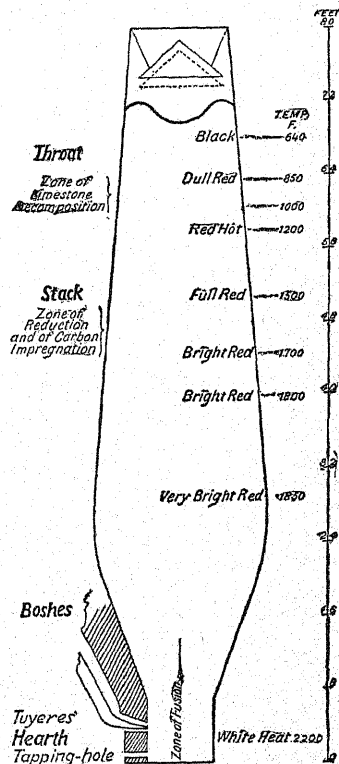 FEET
80
72
TEMP.
F.
Black 640
Throat
Zone of
Limestone
Decomposition
Dull Red 850
1000
Red Hot 1200
Stack
Zone of
Reduction
and of Carbon
Impregnation
Full Red 1500
Bright Red 1700
Bright Red 1800
Very Bright Red
Boshes
Zone of Fusion
Tuyeres
Hearth
Tapping-hole
White Heat 2200